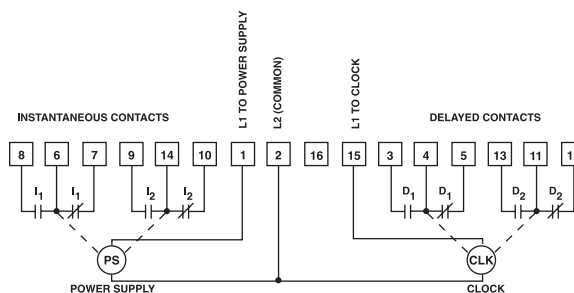 L1 TO POWER SUPPLY
L2 (COMMON)
L1 TO CLOCK
INSTANTANEOUS CONTACTS
DELAYED CONTACTS
8 6 7 9 14 10 1 2 16 15 3 4 5 13 11
I1 I1 I2 I2 D1 D1 D2 D2
PS CLK
POWER SUPPLY CLOCK